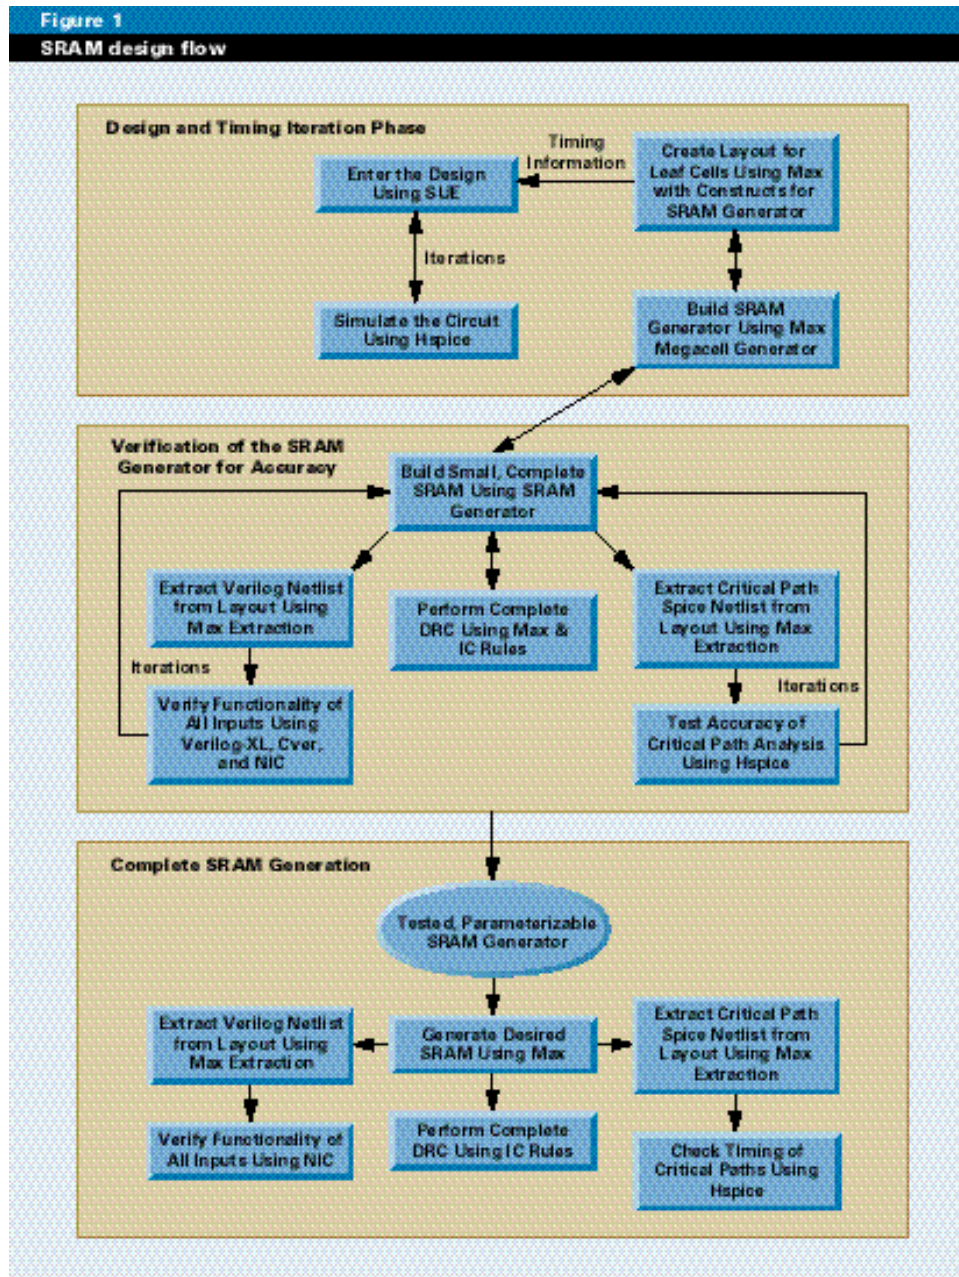 Figure 1
SRAM design flow
Design and Timing Iteration Phase
Timing
Information
Enter the Design
Using SUE
Create Layout for
Leaf Cells Using Max
with Constructs for
SRAM Generator
Iterations
Simulate the Circuit
Using Hspice
Build SRAM
Generator Using Max
Megacell Generator
Verification of the SRAM
Generator for Accuracy
Build Small, Complete
SRAM Using SRAM
Generator
Extract Verilog Netlist
from Layout Using
Max Extraction
Perform Complete
DRC Using Max &
IC Rules
Extract Critical Path
Spice Netlist from
Layout Using Max
Extraction
Iterations
Iterations
Verify Functionality of
All Inputs Using
Verilog-XL, Cver,
and NIC
Test Accuracy of
Critical Path Analysis
Using Hspice
Complete SRAM Generation
Tested, Parameterizable
SRAM Generator
Extract Verilog Netlist
from Layout Using
Max Extraction
Generate Desired
SRAM Using Max
Extract Critical Path
Spice Netlist from
Layout Using Max
Extraction
Verify Functionality of
All Inputs Using NIC
Perform Complete
DRC Using IC Rules
Check Timing of
Critical Paths Using
Hspice